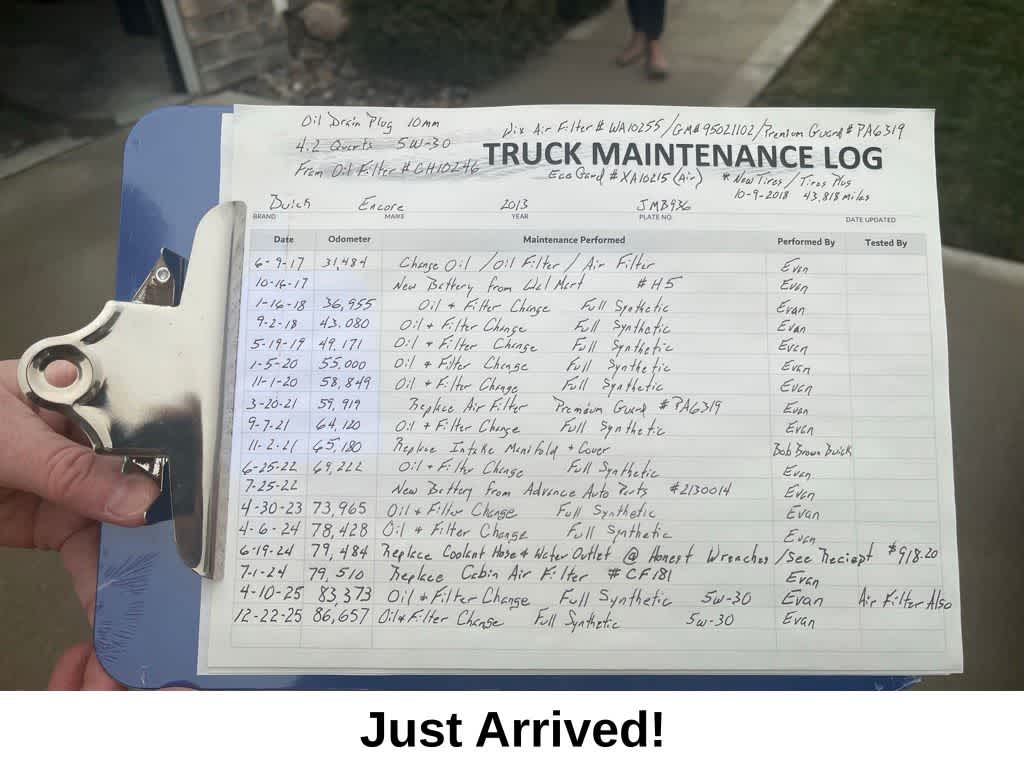 Oil Drain Plug 10mm
Wix Air Filter # WA10255/GM#95021102/Premium Guard # PA6319
4.2 Quarts 5W-30
TRUCK MAINTENANCE LOG
Fram Oil Filter # CH10246
Eco Gard # XA10215 (Air)
* New Tires / Tires Plus
10-9-2018 43,818 miles
Buick Encore 2013 JMB936
BRAND MAKE YEAR PLATE NO. DATE UPDATED
Date Odometer Maintenance Performed Performed By Tested By
6-9-17 31,484 Change Oil / Oil Filter / Air Filter Evan
10-16-17 New Battery from Wal Mart # H5 Evan
1-16-18 36,955 Oil + Filter Change Full Synthetic Evan
9-2-18 43,080 Oil + Filter Change Full Synthetic Evan
5-19-19 49,171 Oil + Filter Change Full Synthetic Evan
1-5-20 55,000 Oil + Filter Change Full Synthetic Evan
11-1-20 58,849 Oil + Filter Change Full Synthetic Evan
3-20-21 59,919 Replace Air Filter Premium Guard # PA6319 Evan
9-7-21 64,120 Oil + Filter Change Full Synthetic Evan
11-2-21 65,180 Replace Intake Manifold + Cover Bob Brown Buick
6-25-22 69,222 Oil + Filter Change Full Synthetic Evan
7-25-22 New Battery from Advance Auto Parts #2130014 Evan
4-30-23 73,965 Oil + Filter Change Full Synthetic Evan
4-6-24 78,428 Oil + Filter Change Full Synthetic Evan
6-19-24 79,484 Replace Coolant Hose & Water Outlet @ Honest Wrenches /See Reciept $918.20
7-1-24 79,510 Replace Cabin Air Filter #CF181 Evan
4-10-25 83373 Oil + Filter Change Full Synthetic 5w-30 Evan Air Filter Also
12-22-25 86,657 Oil + Filter Change Full Synthetic 5w-30 Evan
Just Arrived!